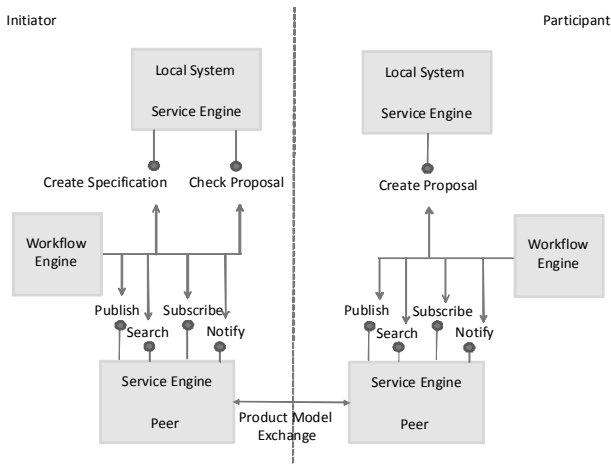 Initiator
Participant
Local System
Service Engine
Local System
Service Engine
Create Specification
Check Proposal
Create Proposal
Workflow
Engine
Workflow
Engine
Publish
Subscribe
Search
Notify
Publish
Subscribe
Search
Notify
Service Engine
Peer
Product Model
Exchange
Service Engine
Peer